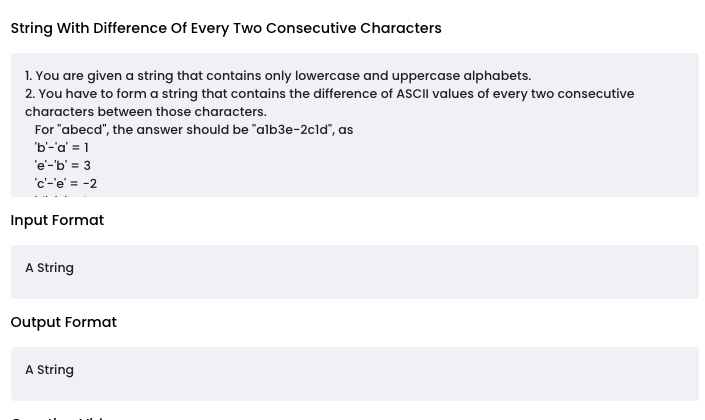 String With Difference Of Every Two Consecutive Characters
1. You are given a string that contains only lowercase and uppercase alphabets.
2. You have to form a string that contains the difference of ASCII values of every two consecutive
characters between those characters.
For "abecd", the answer should be "a1b3e-2c1d", as
'b'-'a' = 1
'e'-'b' = 3
'c'-'e' = -2
Input Format
A String
Output Format
A String